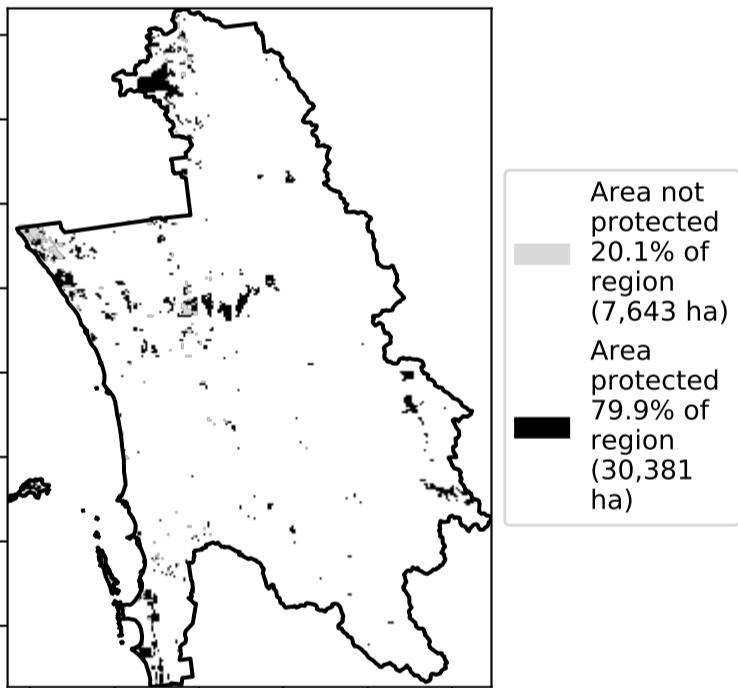 Area not
protected
20.1% of
region
(7,643 ha)
Area
protected
79.9% of
region
(30,381
ha)